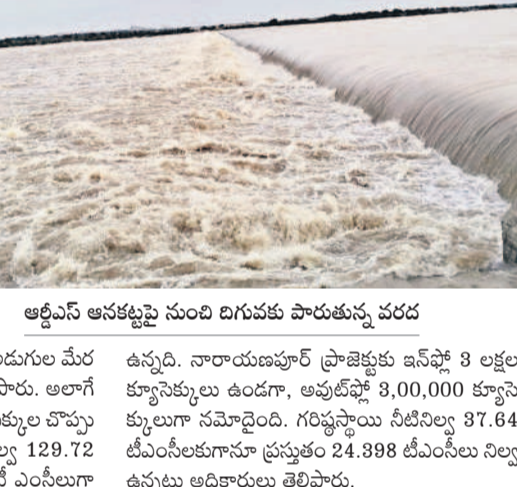 ఆర్డీఎస్ ఆనకట్టపై నుంచి దిగువకు పారుతున్న వరద
మేర
అలాగే
చొప్పు
129.72
ఉన్నది. నారాయణపూర్ ప్రాజెక్టుకు ఇన్‌ఫ్లో 3 లక్షల
క్యూసెక్కులు ఉండగా, అవుట్‌ఫ్లో 3,00,000 క్యూసె
క్కులుగా నమోదైంది. గరిష్ఠస్థాయి నీటినిల్వ 37.64
టీఎంసీలకుగానూ ప్రస్తుతం 24.398 టీఎంసీలు నిల్వ
ఉన్నట్టు అధికారులు తెలిపారు.